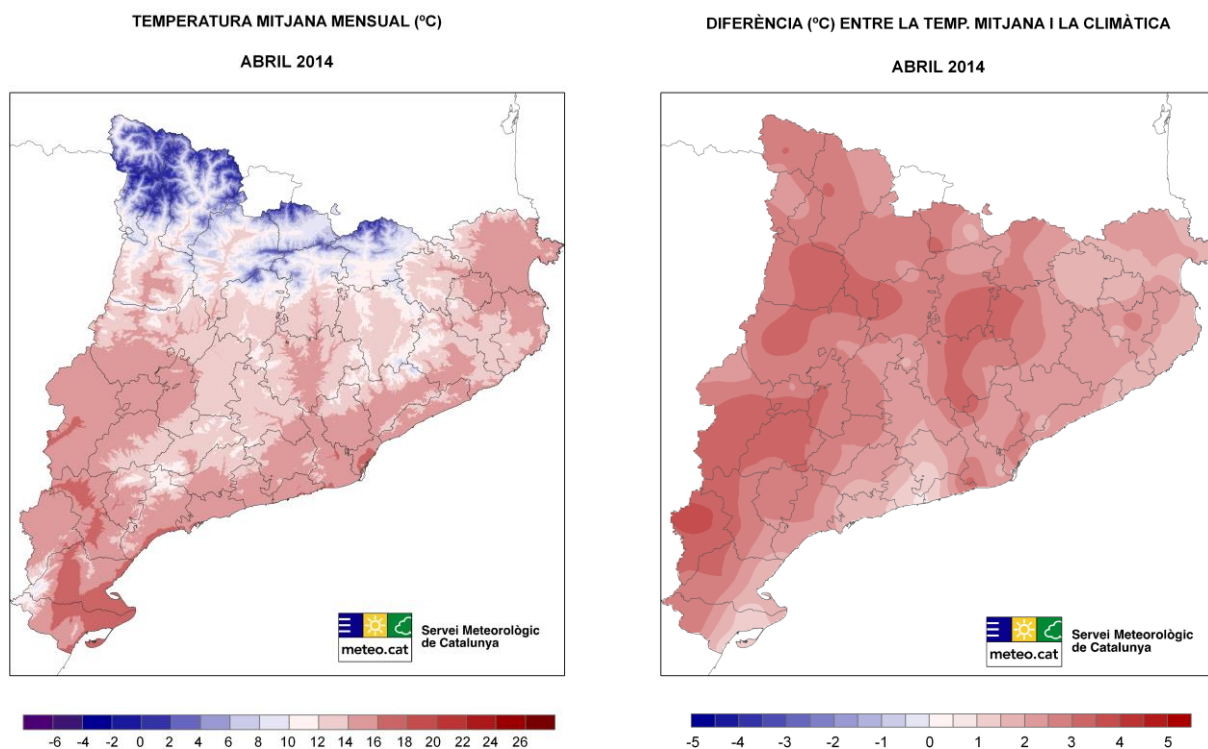 TEMPERATURA MITJANA MENSUAL (ºC)
ABRIL 2014
Servei Meteorològic
de Catalunya
meteo.cat
-6 -4 -2 0 2 4 6 8 10 12 14 16 18 20 22 24 26
DIFERÈNCIA (ºC) ENTRE LA TEMP. MITJANA I LA CLIMÀTICA
ABRIL 2014
Servei Meteorològic
de Catalunya
meteo.cat
-5 -4 -3 -2 -1 0 1 2 3 4 5